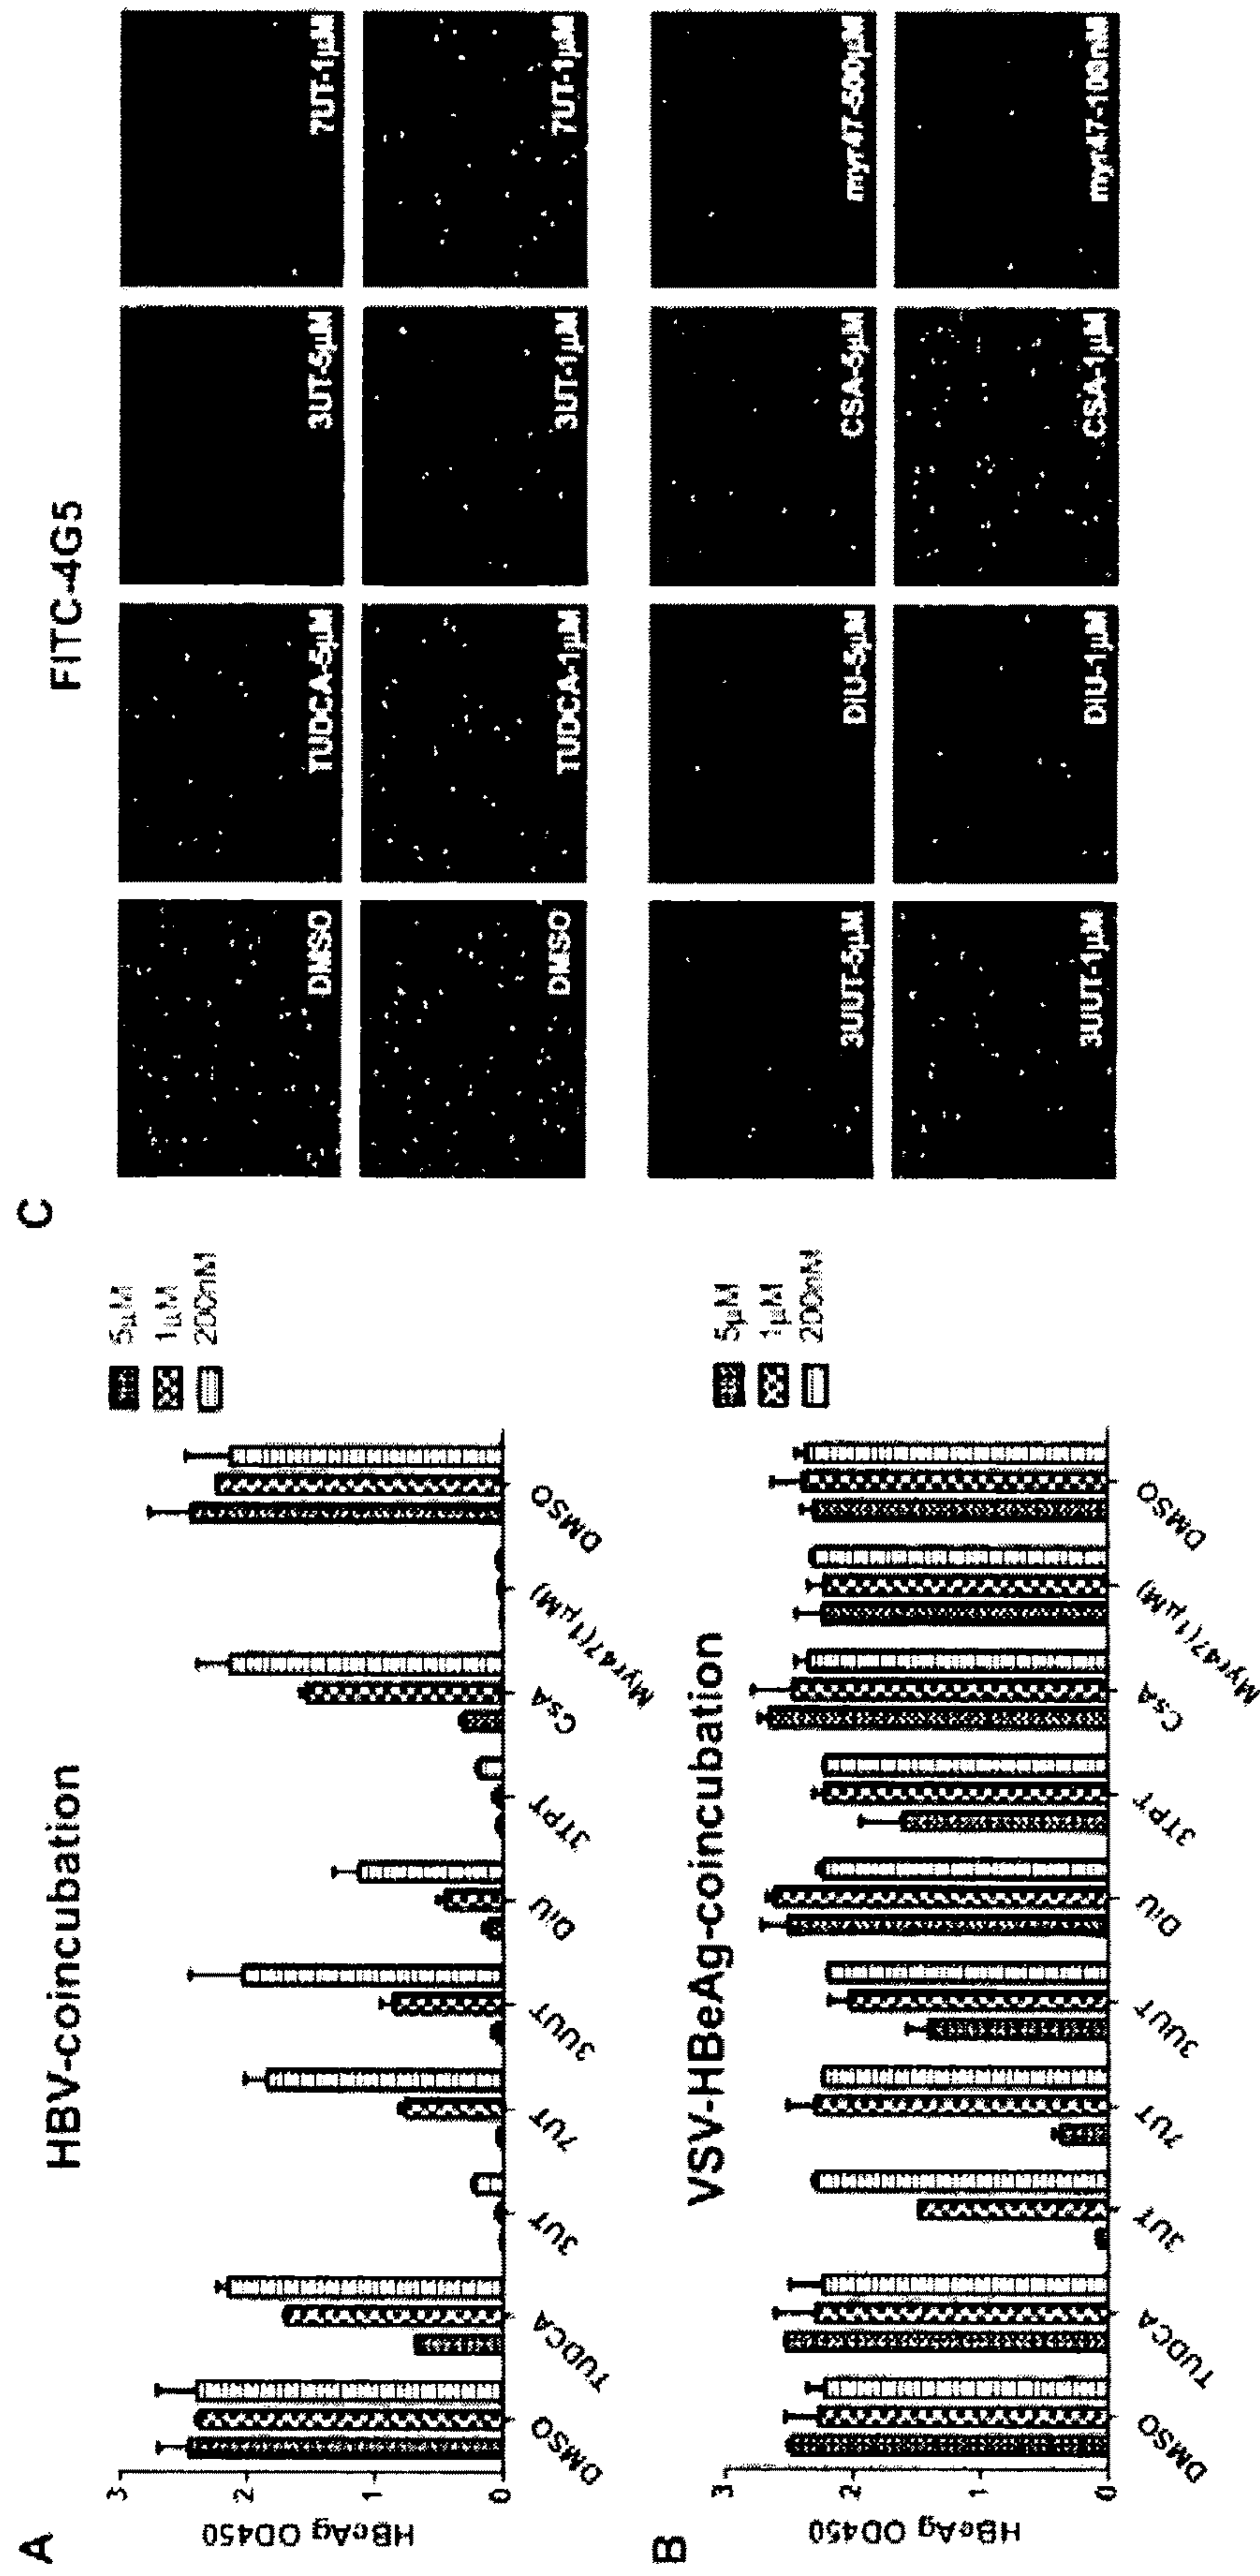 A
HBV-coincubation
HBeAg OD450
3
2
1
0
DMSO
TUDCA
3UT
7UT
3UUT
DiU
3TPT
CsA
Myr47(1μM)
DMSO
5μM
1μM
200nM
B
VSV-HBeAg-coincubation
HBeAg OD450
3
2
1
0
DMSO
TUDCA
3UT
7UT
3UUT
DiU
3TPT
CsA
Myr47(1μM)
DMSO
5μM
1μM
200nM
C
FITC-4G5
DMSO
TUDCA-5μM
3UT-5μM
7UT-1μM
DMSO
TUDCA-1μM
3UT-1μM
7UT-1μM
3UUT-5μM
DiU-5μM
CSA-5μM
myr47-500μM
3UUT-1μM
DiU-1μM
CSA-1μM
myr47-100nM